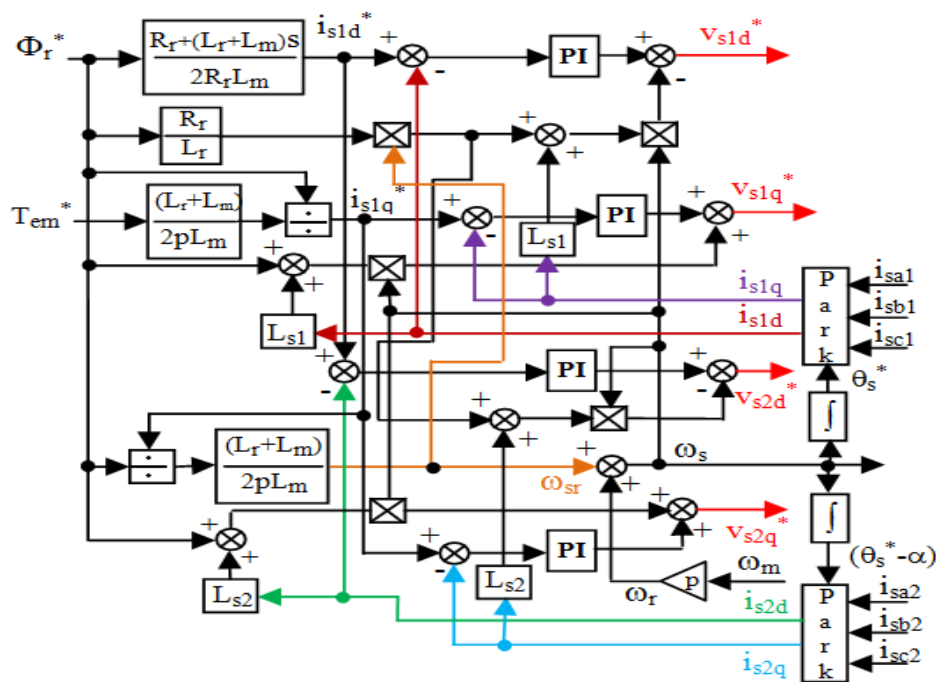 Φr*
Rr+(Lr+Lm)s
2RrLm
is1d*
+
-
PI
+
-
vs1d*
Rr
Lr
+
+
Tem*
(Lr+Lm)
2pLm
÷
is1q*
+
-
PI
+
+
vs1q*
Ls1
+
+
Ls1
is1q
is1d
Park
isa1
isb1
isc1
θs*
+
-
PI
+
-
vs2d*
+
+
∫
÷
(Lr+Lm)
2pLm
ωsr
+
+
ωs
∫
+
+
Ls2
+
-
PI
+
+
vs2q*
Ls2
ωr
p
ωm
(θs*-α)
is2d
is2q
Park
isa2
isb2
isc2